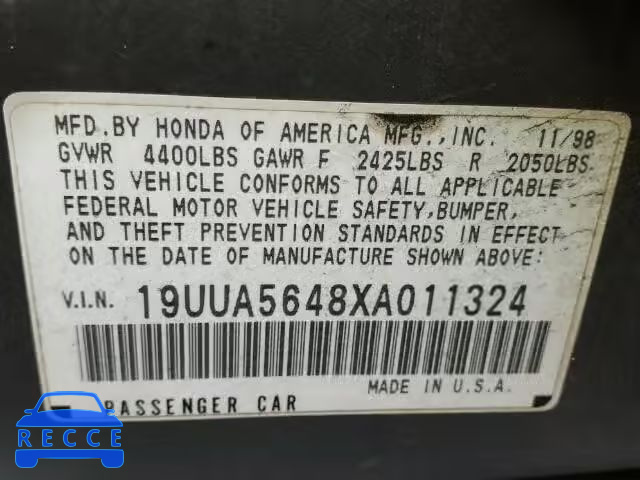 MFD.BY HONDA OF AMERICA MFG.,INC. 11/98
GVWR 4400LBS GAWR F 2425LBS R 2050LBS
THIS VEHICLE CONFORMS TO ALL APPLICABLE
FEDERAL MOTOR VEHICLE SAFETY,BUMPER,
AND THEFT PREVENTION STANDARDS IN EFFECT
ON THE DATE OF MANUFACTURE SHOWN ABOVE:
V.I.N. 19UUA5648XA011324
MADE IN U.S.A.
PASSENGER CAR
RECCE